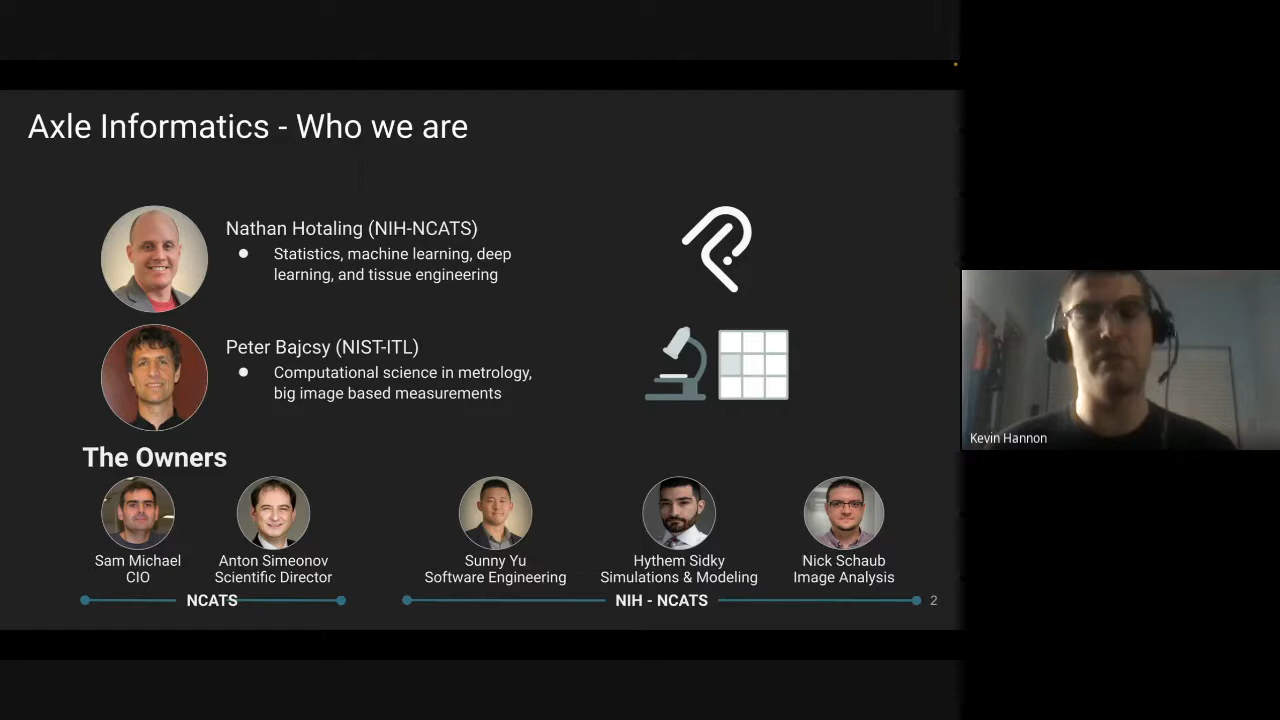 Axle Informatics - Who we are
Nathan Hotaling (NIH-NCATS)
Statistics, machine learning, deep
learning, and tissue engineering
Peter Bajcsy (NIST-ITL)
Computational science in metrology,
big image based measurements
The Owners
Sam Michael
CIO
Anton Simeonov
Scientific Director
Sunny Yu
Software Engineering
Hythem Sidky
Simulations & Modeling
Nick Schaub
Image Analysis
NCATS
NIH - NCATS
2
Kevin Hannon